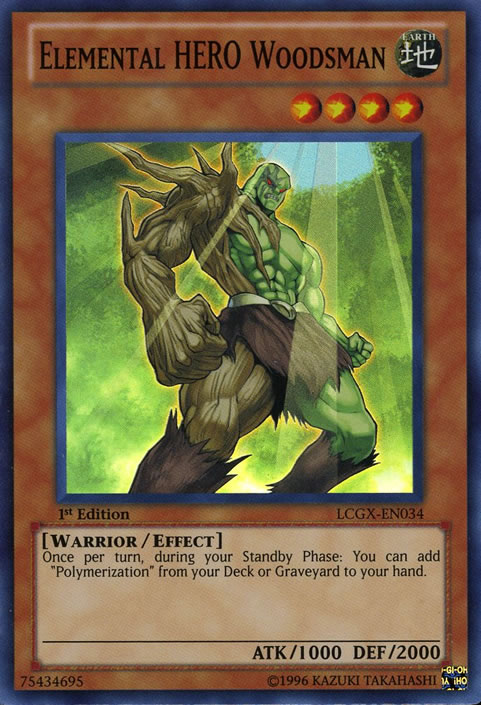 ELEMENTAL HERO WOODSMAN
EARTH
地
1st Edition
LCGX-EN034
[WARRIOR/EFFECT]
Once per turn, during your Standby Phase: You can add
"Polymerization" from your Deck or Graveyard to your hand.
ATK/1000 DEF/2000
75434695
©1996 KAZUKI TAKAHASHI